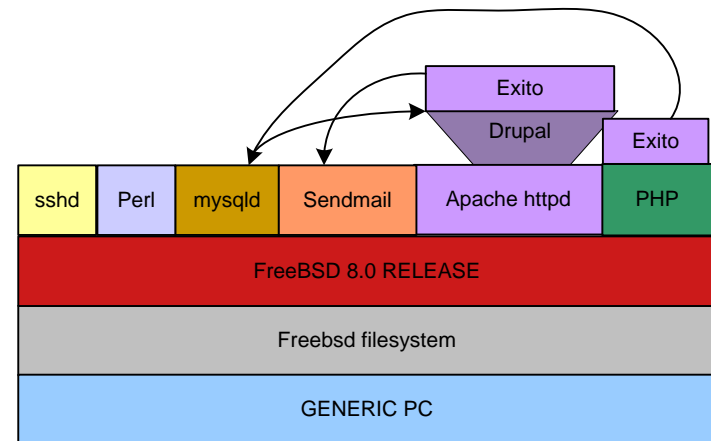 Exito
Drupal
Exito
sshd
Perl
mysqld
Sendmail
Apache httpd
PHP
FreeBSD 8.0 RELEASE
Freebsd filesystem
GENERIC PC